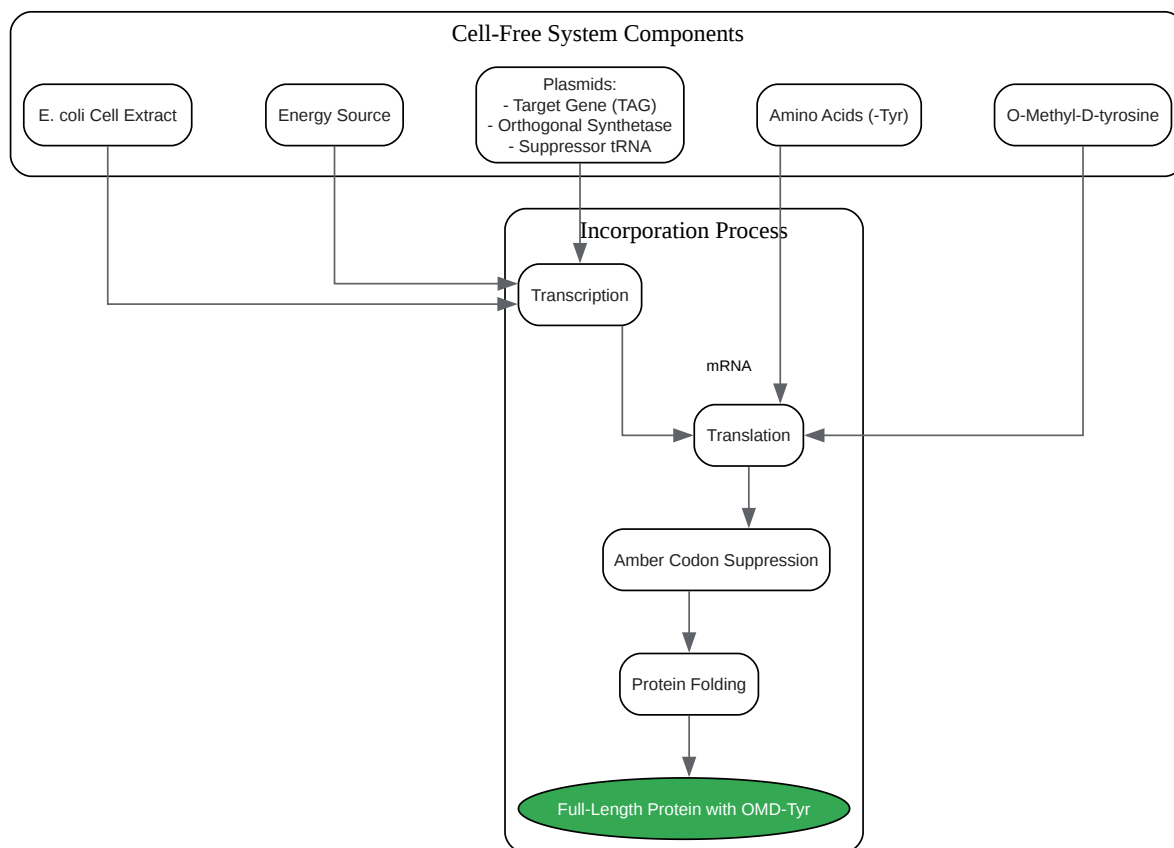 Cell-Free System Components
E. coli Cell Extract
Energy Source
Plasmids:
- Target Gene (TAG)
- Orthogonal Synthetase
- Suppressor tRNA
Amino Acids (-Tyr)
O-Methyl-D-tyrosine
Incorporation Process
Transcription
mRNA
Translation
Amber Codon Suppression
Protein Folding
Full-Length Protein with OMD-Tyr